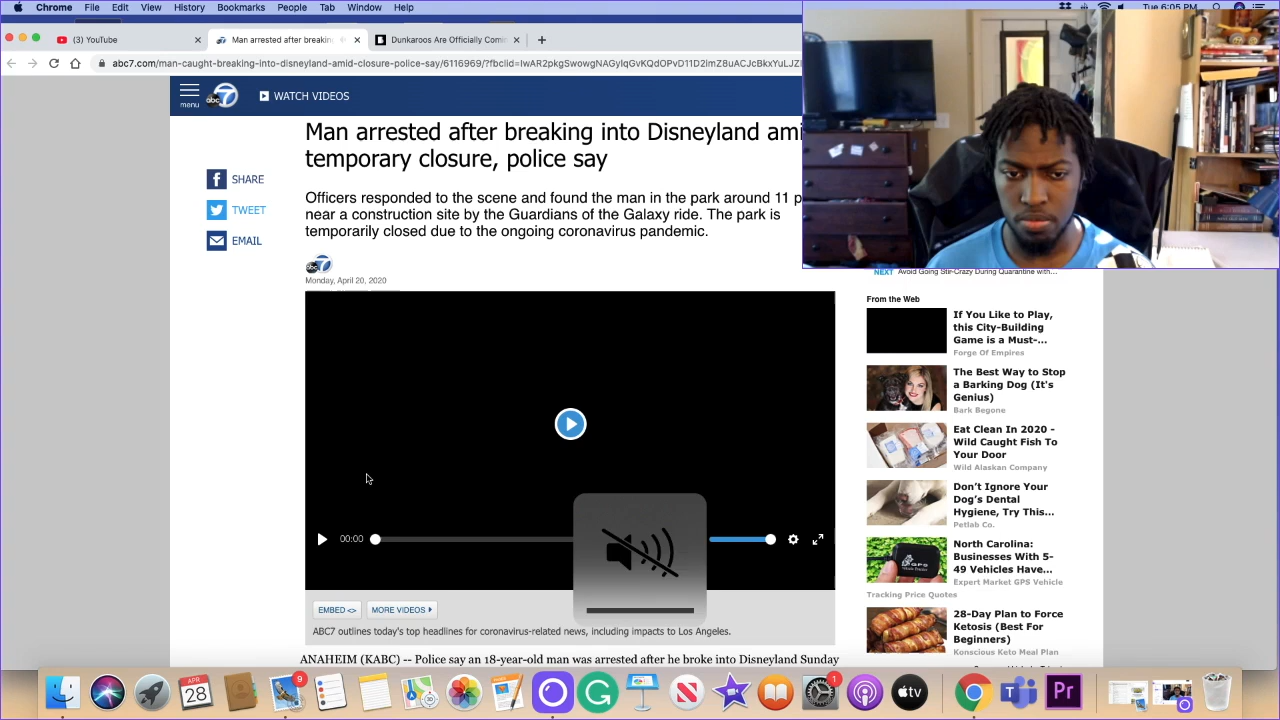 Chrome File Edit View History Bookmarks People Tab Window Help
Tue 6:05 PM
(3) YouTube
Man arrested after breaking
Dunkaroos Are Officially Comi
abc7.com/man-caught-breaking-into-disneyland-amid-closure-police-say/6116969/?
menu
abc 7
WATCH VIDEOS
Man arrested after breaking into Disneyland ami
temporary closure, police say
SHARE
TWEET
EMAIL
Officers responded to the scene and found the man in the park around 11 p
near a construction site by the Guardians of the Galaxy ride. The park is
temporarily closed due to the ongoing coronavirus pandemic.
abc 7
Monday, April 20, 2020
NEXT Avoid Going Stir-Crazy During Quarantine with...
From the Web
If You Like to Play,
this City-Building
Game is a Must-...
Forge Of Empires
The Best Way to Stop
a Barking Dog (It's
Genius)
Bark Begone
Eat Clean In 2020 -
Wild Caught Fish To
Your Door
Wild Alaskan Company
Don't Ignore Your
Dog's Dental
Hygiene, Try This...
Petlab Co.
North Carolina:
Businesses With 5-
49 Vehicles Have...
Expert Market GPS Vehicle
Tracking Price Quotes
28-Day Plan to Force
Ketosis (Best For
Beginners)
Konscious Keto Meal Plan
00:00
EMBED <>
MORE VIDEOS
ABC7 outlines today's top headlines for coronavirus-related news, including impacts to Los Angeles.
ANAHEIM (KABC) -- Police say an 18-year-old man was arrested after he broke into Disneyland Sunday
APR
28
9
1
tv
Pr